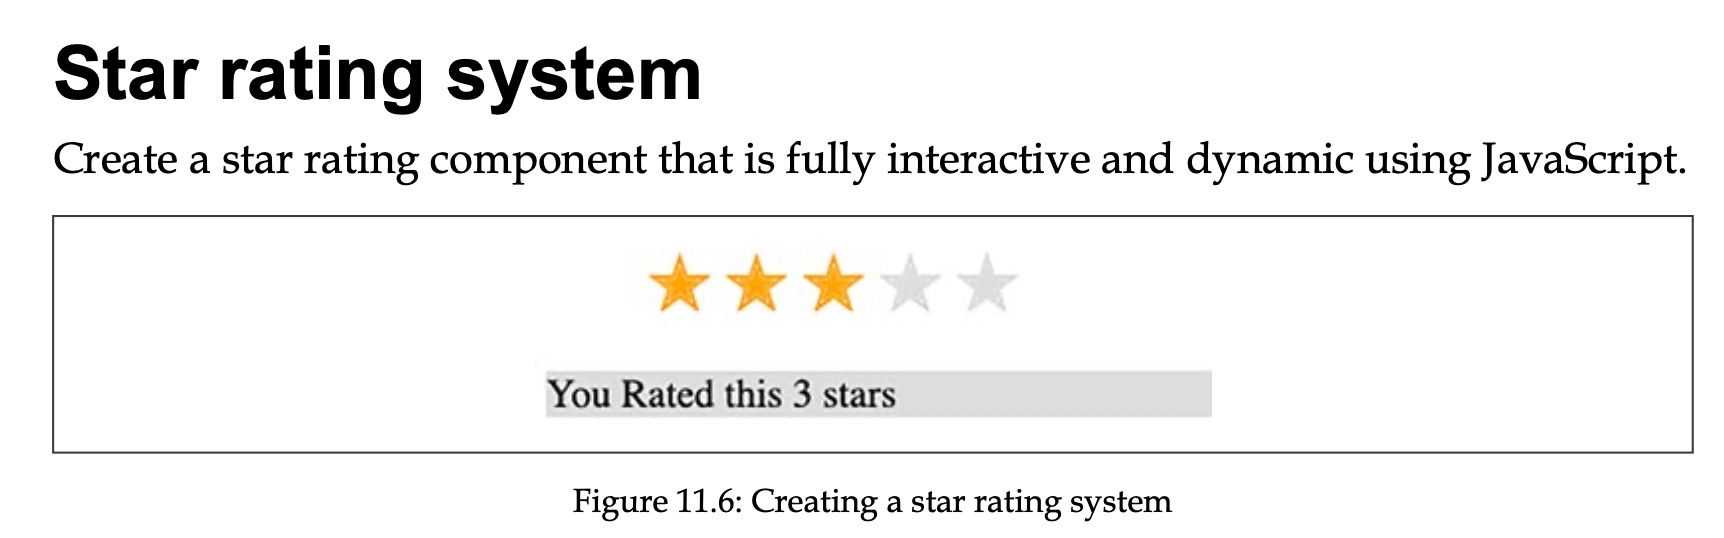 Star rating system
Create a star rating component that is fully interactive and dynamic using JavaScript.
You Rated this 3 stars
Figure 11.6: Creating a star rating system